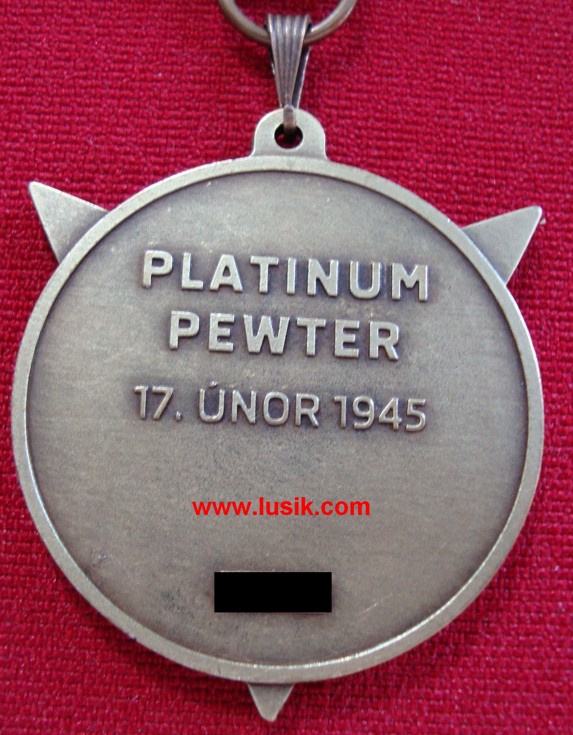 PLATINUM
PEWTER
17. ÚNOR 1945
www.lusik.com